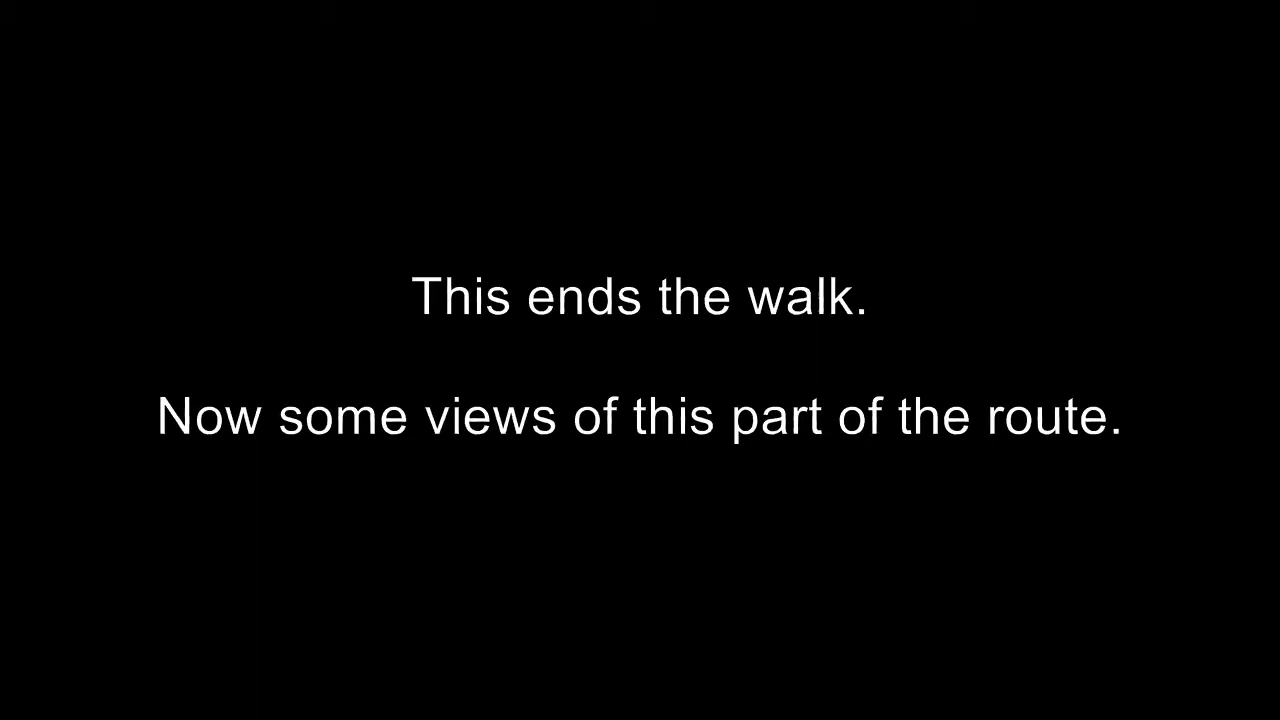 This ends the walk.
Now some views of this part of the route.